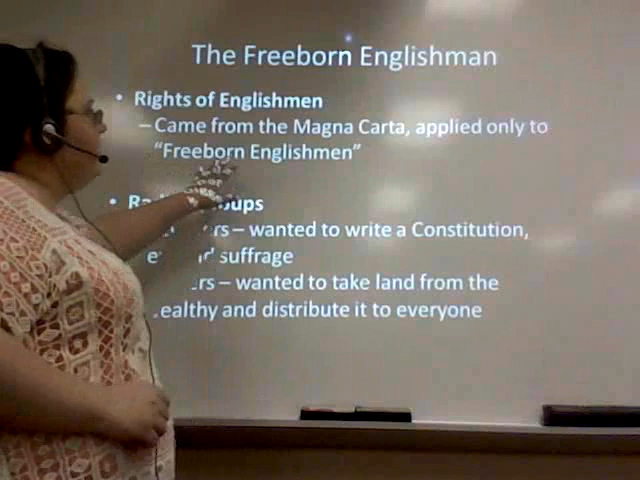 The Freeborn Englishman
• Rights of Englishmen
– Came from the Magna Carta, applied only to
“Freeborn Englishmen”
– wanted to write a Constitution,
suffrage
– wanted to take land from the
and distribute it to everyone